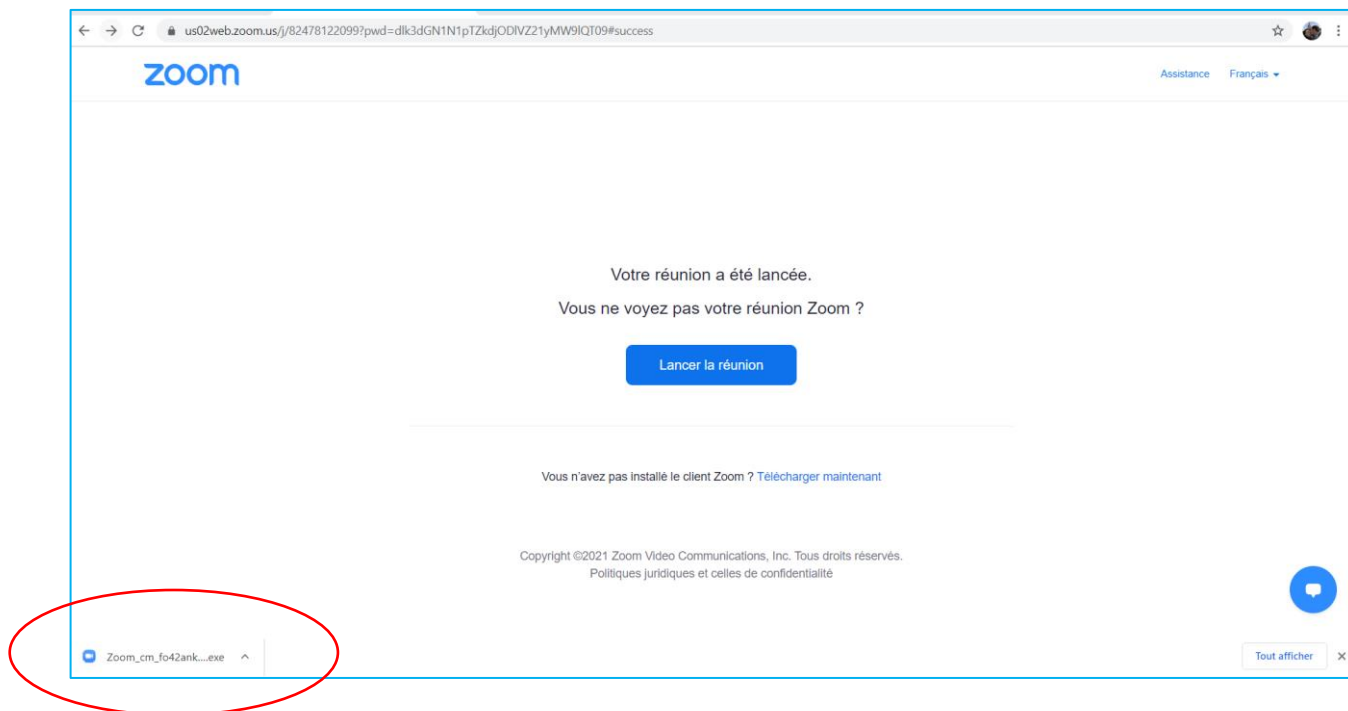 us02web.zoom.us/j/82478122099?pwd=dlk3dGN1N1pTZkdjODlVZ21yMW9lQT09#success
zoom
Assistance Français
Votre réunion a été lancée.
Vous ne voyez pas votre réunion Zoom ?
Lancer la réunion
Vous n'avez pas installé le client Zoom ? Télécharger maintenant
Copyright ©2021 Zoom Video Communications, Inc. Tous droits réservés.
Politiques juridiques et celles de confidentialité
Zoom_cm_fo42ank....exe
Tout afficher